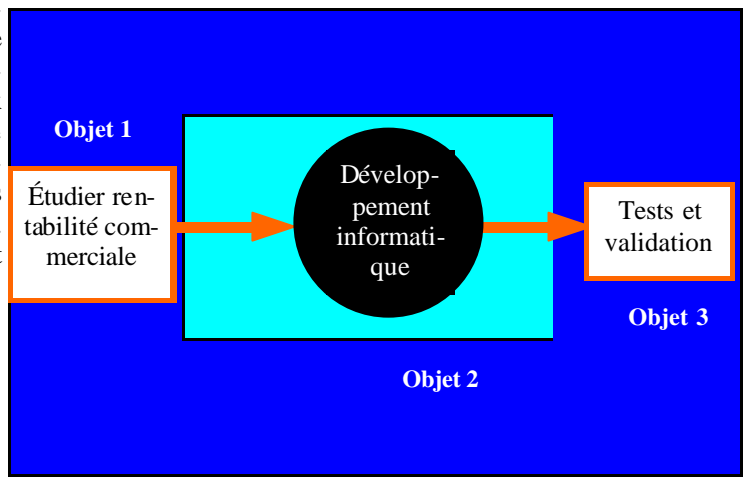 Objet 1
Étudier ren-
tabilité com-
merciale
Dévelop-
pement
informati-
que
Objet 2
Tests et
validation
Objet 3